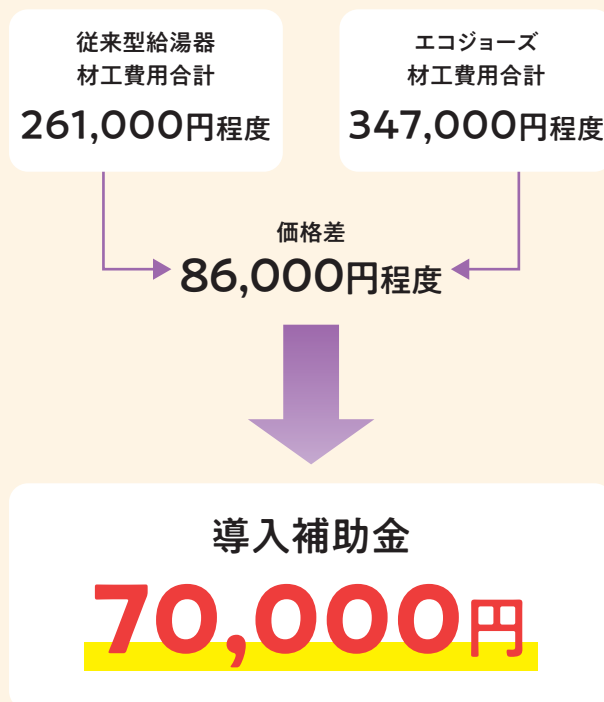 従来型給湯器
材工費用合計
261,000円程度
エコジョーズ
材工費用合計
347,000円程度
価格差
86,000円程度
導入補助金
70,000円